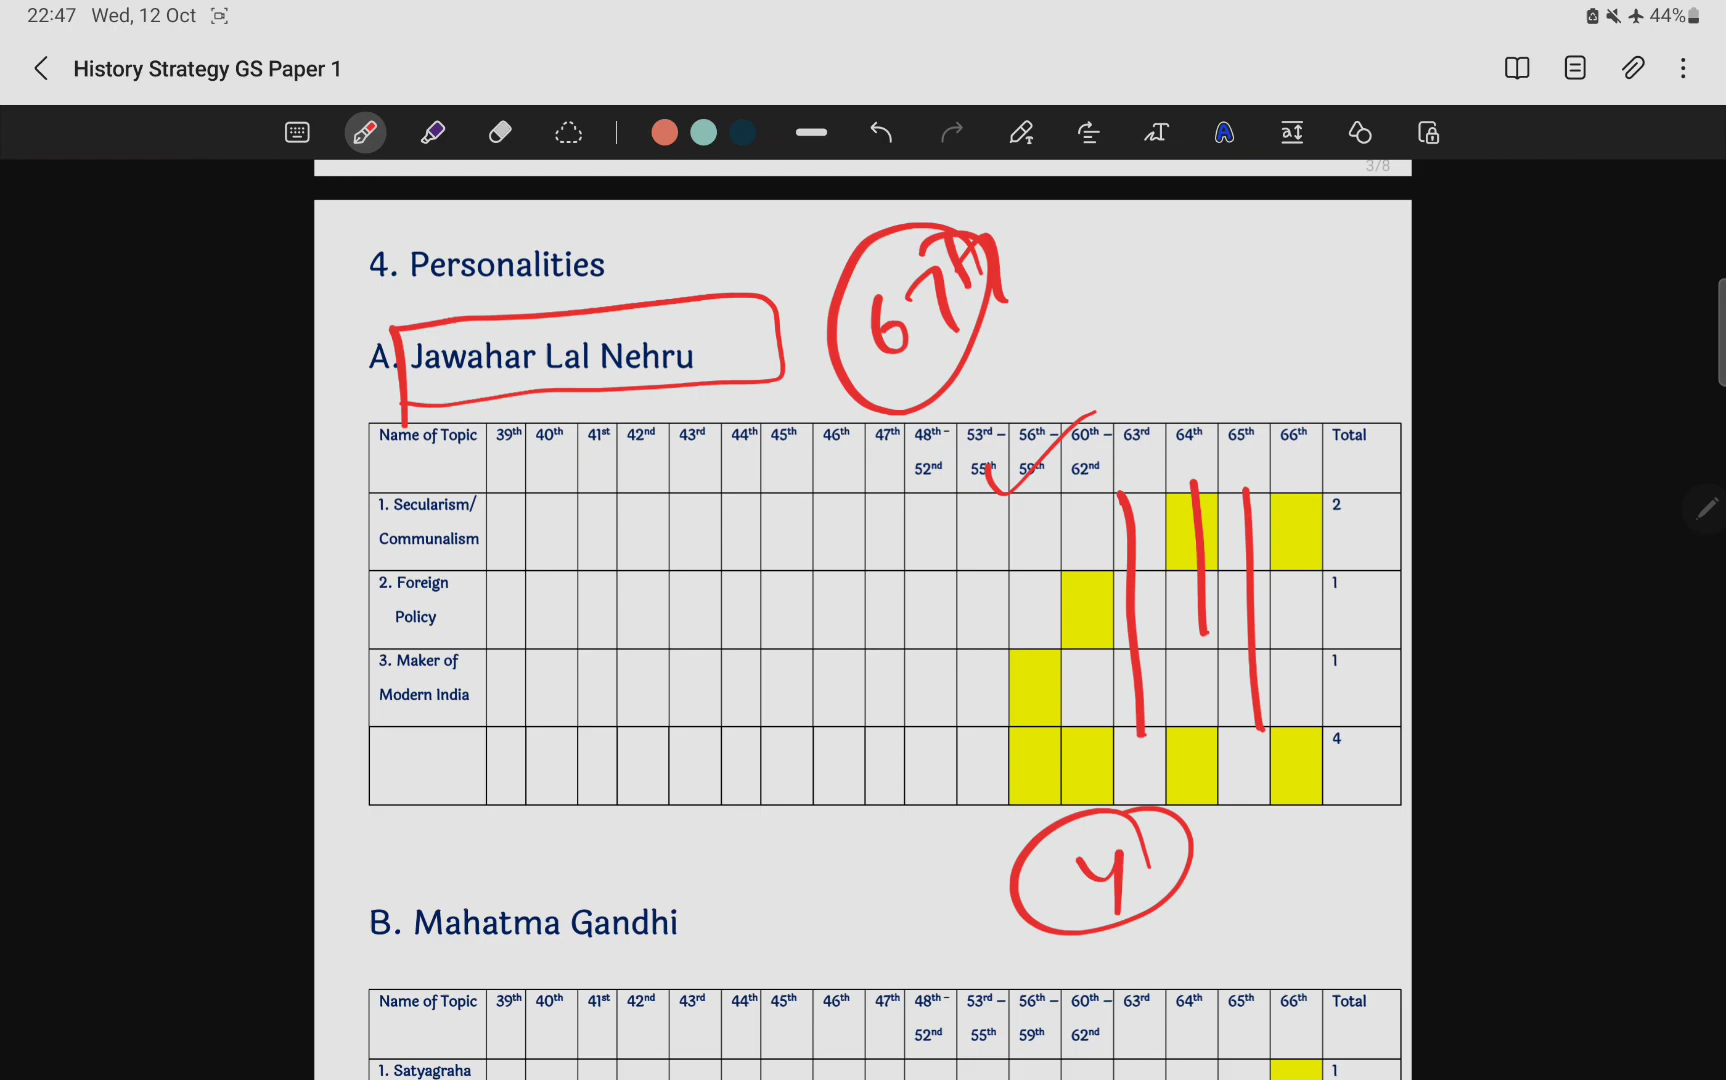 22:47 Wed, 12 Oct 44%
History Strategy GS Paper 1
3/8
4. Personalities
67th
A. Jawahar Lal Nehru
Name of Topic 39th 40th 41st 42nd 43rd 44th 45th 46th 47th 48th – 52nd 53rd – 55th 56th – 59th 60th – 62nd 63rd 64th 65th 66th Total
1. Secularism/ Communalism 2
2. Foreign Policy 1
3. Maker of Modern India 1
4
4
B. Mahatma Gandhi
Name of Topic 39th 40th 41st 42nd 43rd 44th 45th 46th 47th 48th – 52nd 53rd – 55th 56th – 59th 60th – 62nd 63rd 64th 65th 66th Total
1. Satyagraha 1